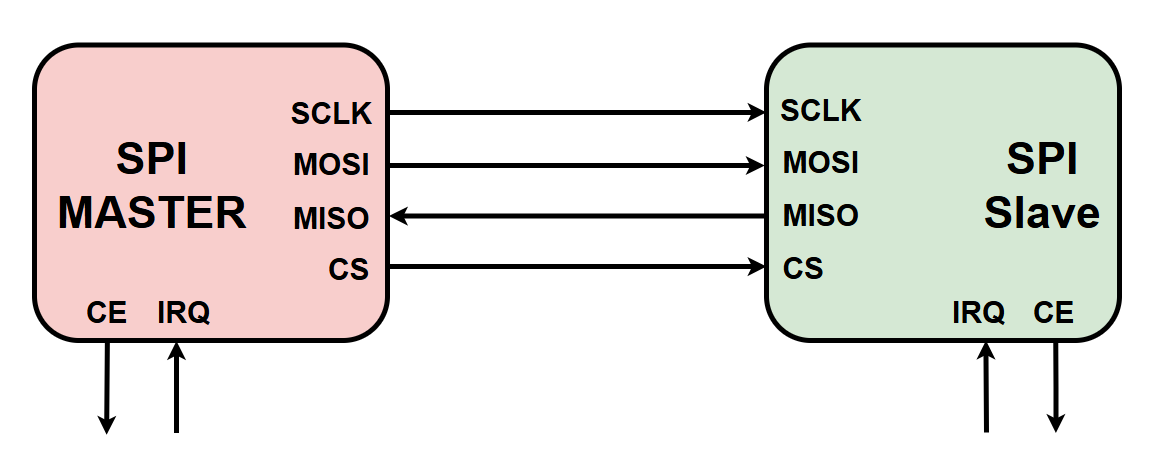 SPI
MASTER
SCLK
MOSI
MISO
CS
CE IRQ
SCLK
MOSI
MISO
CS
SPI
Slave
IRQ CE